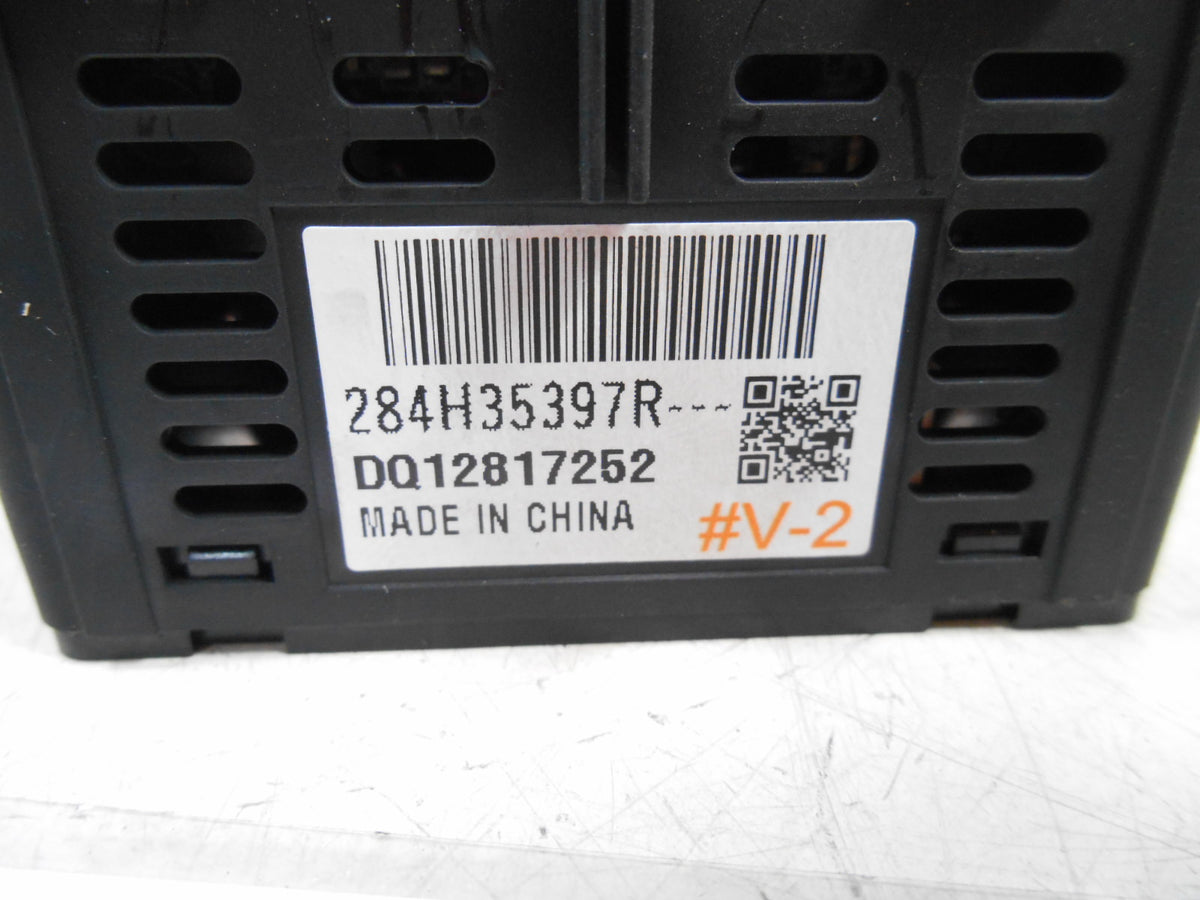 284H35397R---
DQ12817252
MADE IN CHINA
#V-2